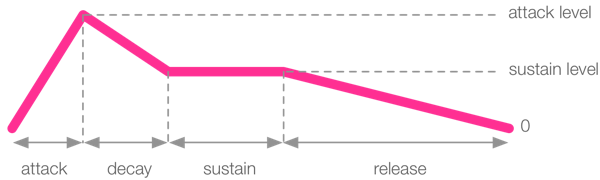 attack level
sustain level
0
attack decay sustain release